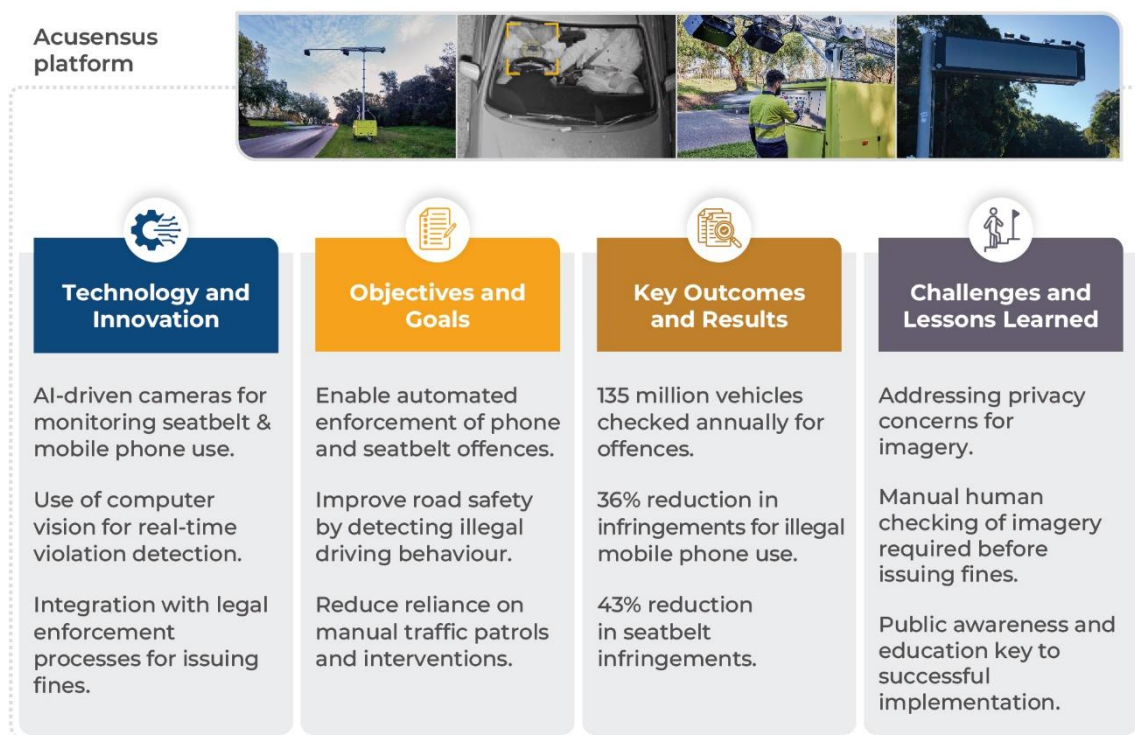 Acusensus
platform
Technology and
Innovation
AI-driven cameras for
monitoring seatbelt &
mobile phone use.
Use of computer
vision for real-time
violation detection.
Integration with legal
enforcement
processes for issuing
fines.
Objectives and
Goals
Enable automated
enforcement of phone
and seatbelt offences.
Improve road safety
by detecting illegal
driving behaviour.
Reduce reliance on
manual traffic patrols
and interventions.
Key Outcomes
and Results
135 million vehicles
checked annually for
offences.
36% reduction in
infringements for illegal
mobile phone use.
43% reduction
in seatbelt
infringements.
Challenges and
Lessons Learned
Addressing privacy
concerns for
imagery.
Manual human
checking of imagery
required before
issuing fines.
Public awareness and
education key to
successful
implementation.